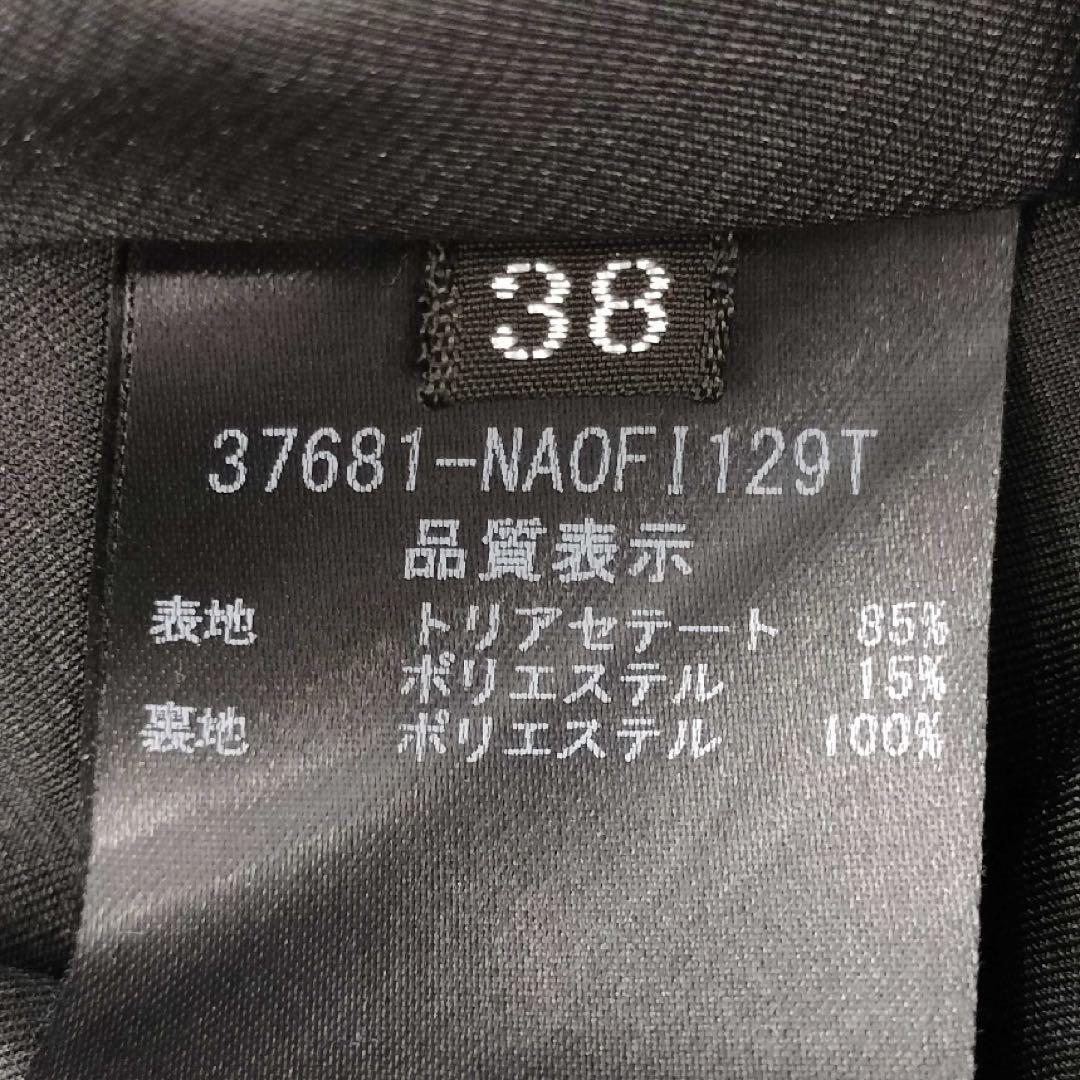 38
37681-NA0FI129T
品質表示
表地 トリアセテート 85%
ポリエステル 15%
裏地 ポリエステル 100%